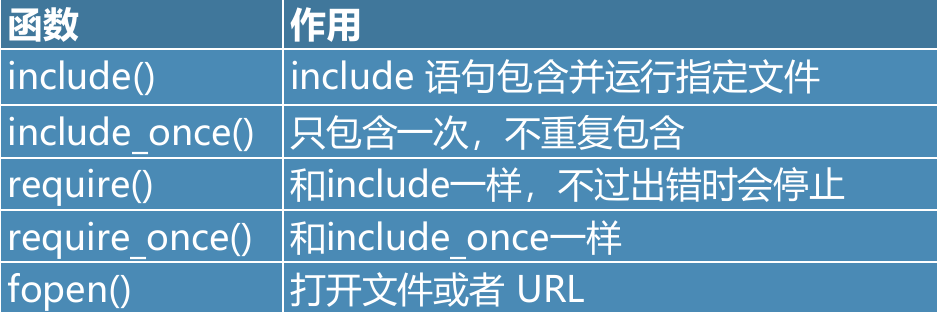 函数 作用
include() include 语句包含并运行指定文件
include_once() 只包含一次，不重复包含
require() 和include一样，不过出错时会停止
require_once() 和include_once一样
fopen() 打开文件或者 URL